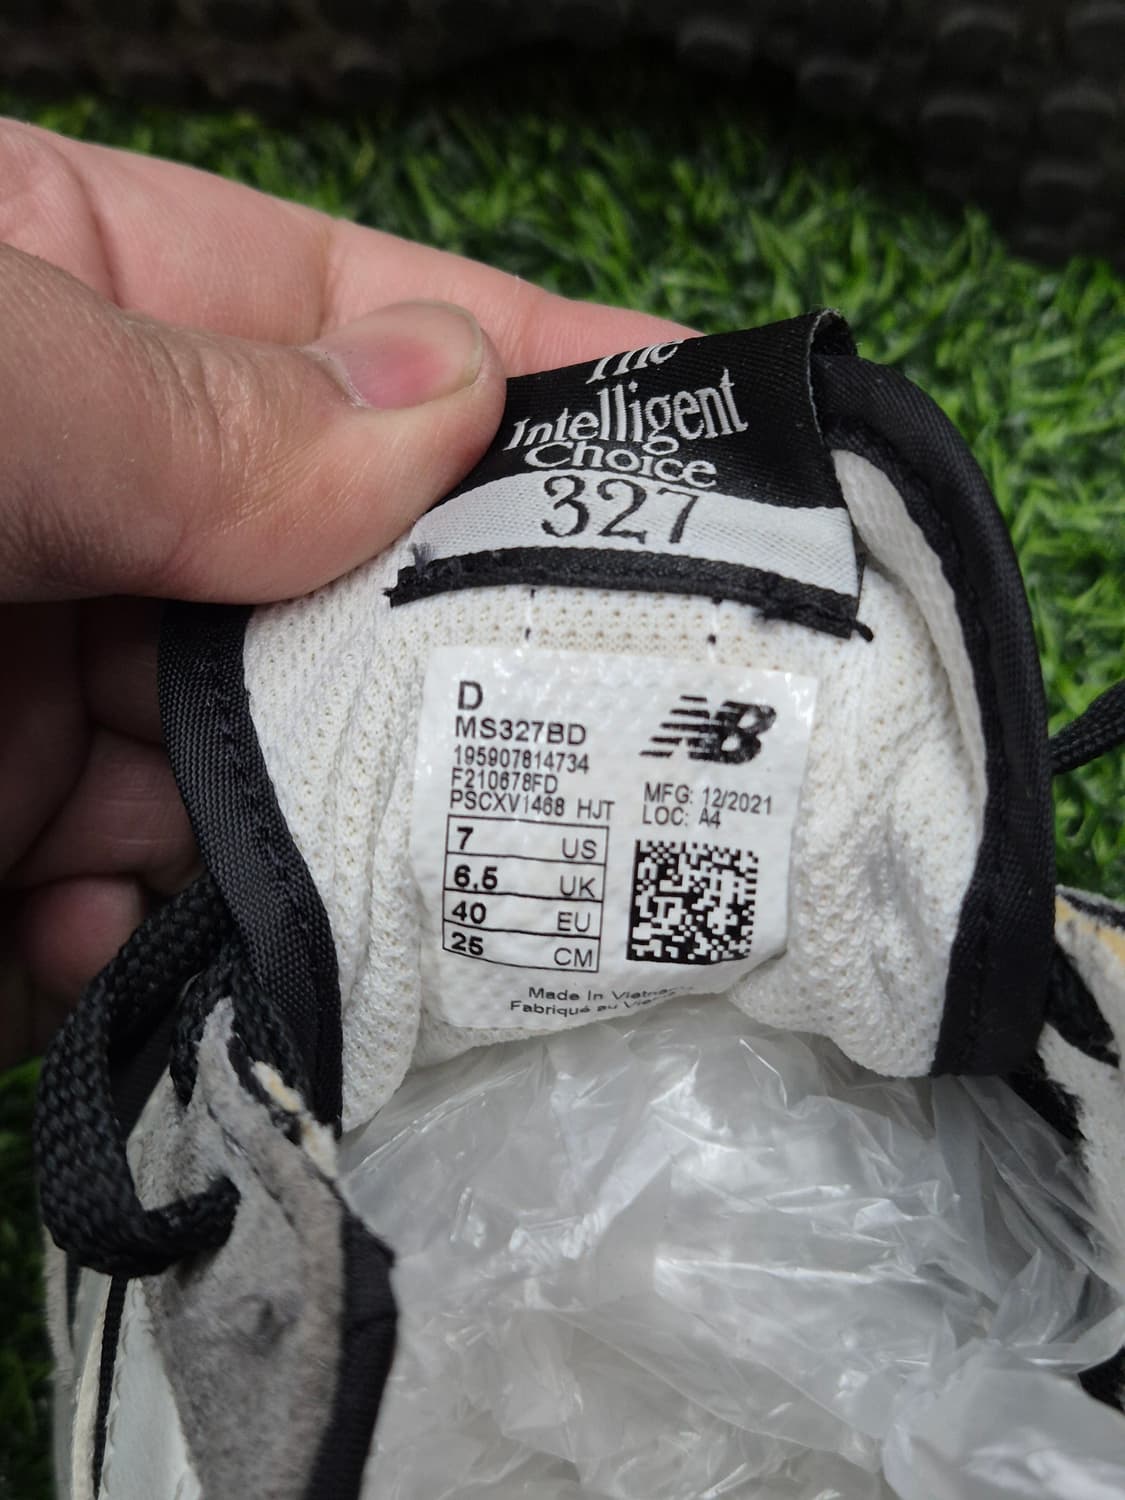 The
Intelligent
Choice
327
D
MS327BD
195907814734
F210678FD
PSCXV1468 HJT
NB
MFG: 12/2021
LOC: A4
7 US
6.5 UK
40 EU
25 CM
Made In Vietnam
Fabriqué au